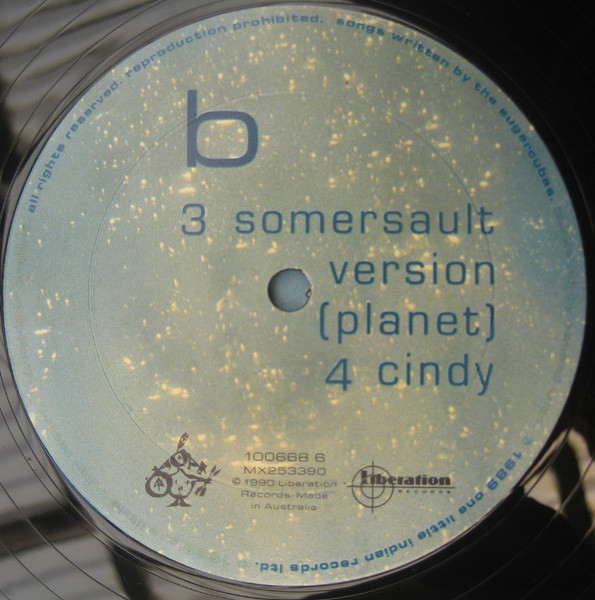 all rights reserved. reproduction prohibited. songs written by the sugarcubes.
b
3 somersault
version
(planet)
4 cindy
100668 6
MX253390
© 1990 Liberation
Records. Made
in Australia
Liberation
RECORDS
1989 one little indian records ltd.